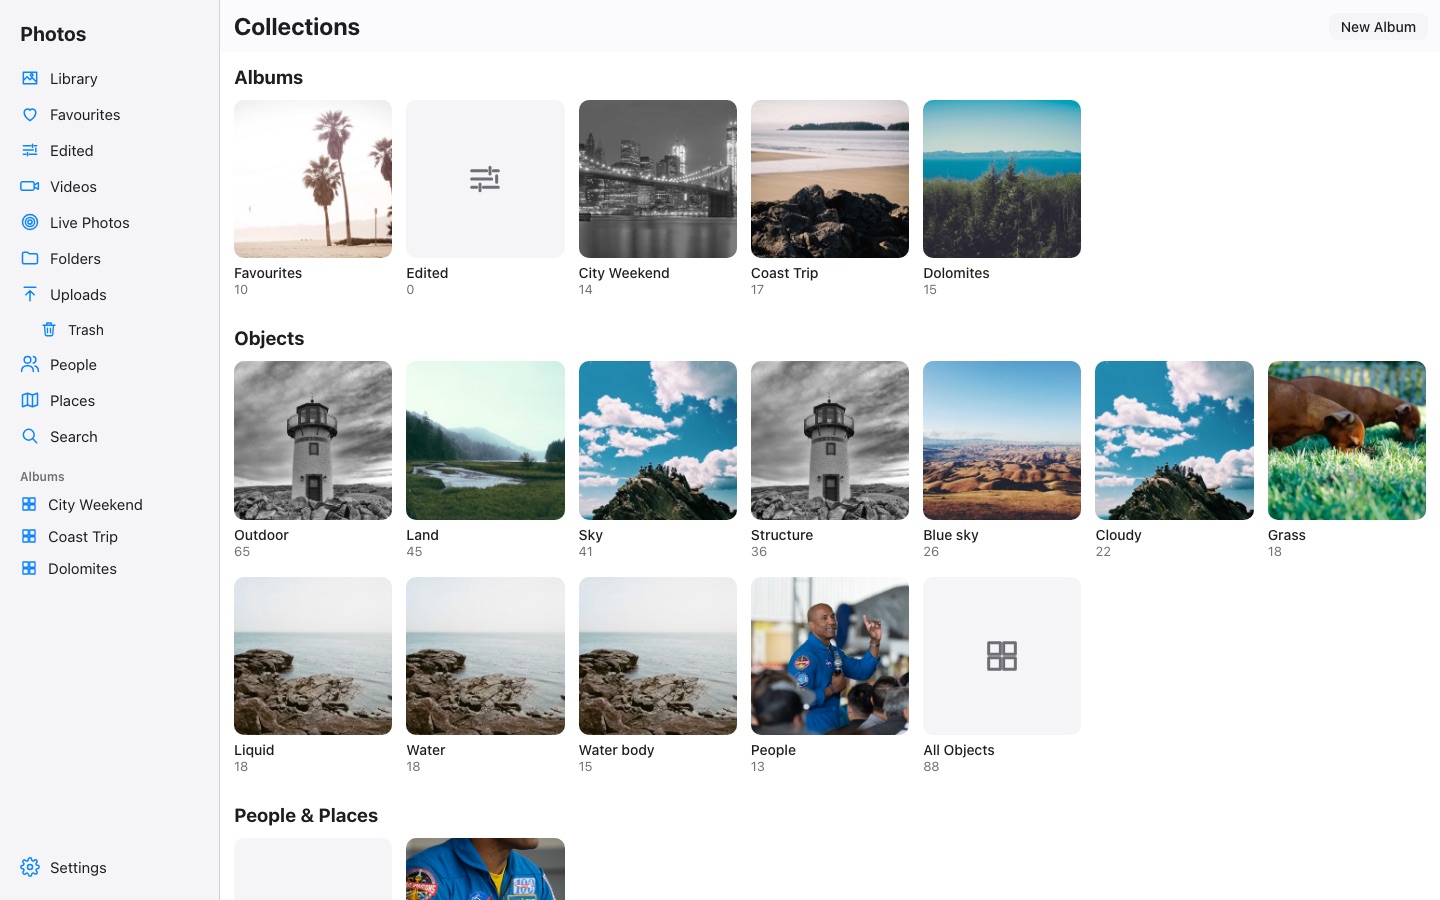 Photos
Library
Favourites
Edited
Videos
Live Photos
Folders
Uploads
Trash
People
Places
Search
Albums
City Weekend
Coast Trip
Dolomites
Settings
Collections
New Album
Albums
Favourites
10
Edited
0
City Weekend
14
Coast Trip
17
Dolomites
15
Objects
Outdoor
65
Land
45
Sky
41
Structure
36
Blue sky
26
Cloudy
22
Grass
18
Liquid
18
Water
18
Water body
15
People
13
All Objects
88
People & Places